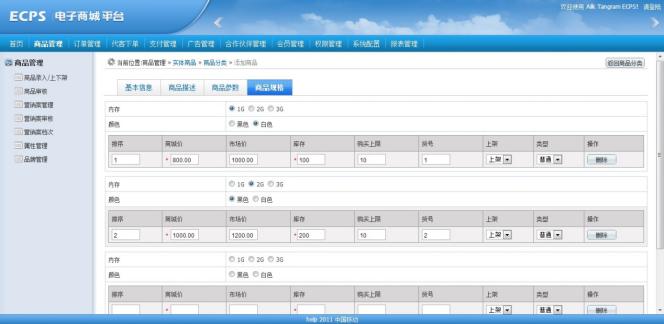 ECPS 电子商城平台
欢迎使用 Ailk Tangram ECPS! 请登陆
首页 商品管理 订单管理 代客下单 支付管理 广告管理 合作伙伴管理 会员管理 权限管理 系统配置 报表管理
商品管理
商品录入/上下架
商品审核
营销案管理
营销案审核
营销案档次
属性管理
品牌管理
当前位置:商品管理 » 实体商品 » 商品分类 » 添加商品 返回商品分类
基本信息 商品描述 商品参数 商品规格
内存 1G 2G 3G
颜色 黑色 白色
排序 商城价 市场价 库存 购买上限 货号 上架 类型 操作
1 * 800.00 1000.00 * 100 10 1 上架 普通 删除
内存 1G 2G 3G
颜色 黑色 白色
排序 商城价 市场价 库存 购买上限 货号 上架 类型 操作
2 * 1000.00 1200.00 * 200 10 2 上架 普通 删除
内存 1G 2G 3G
颜色 黑色 白色
排序 商城价 市场价 库存 购买上限 货号 上架 类型 操作
* * 上架 普通 删除
help 2011 中国移动